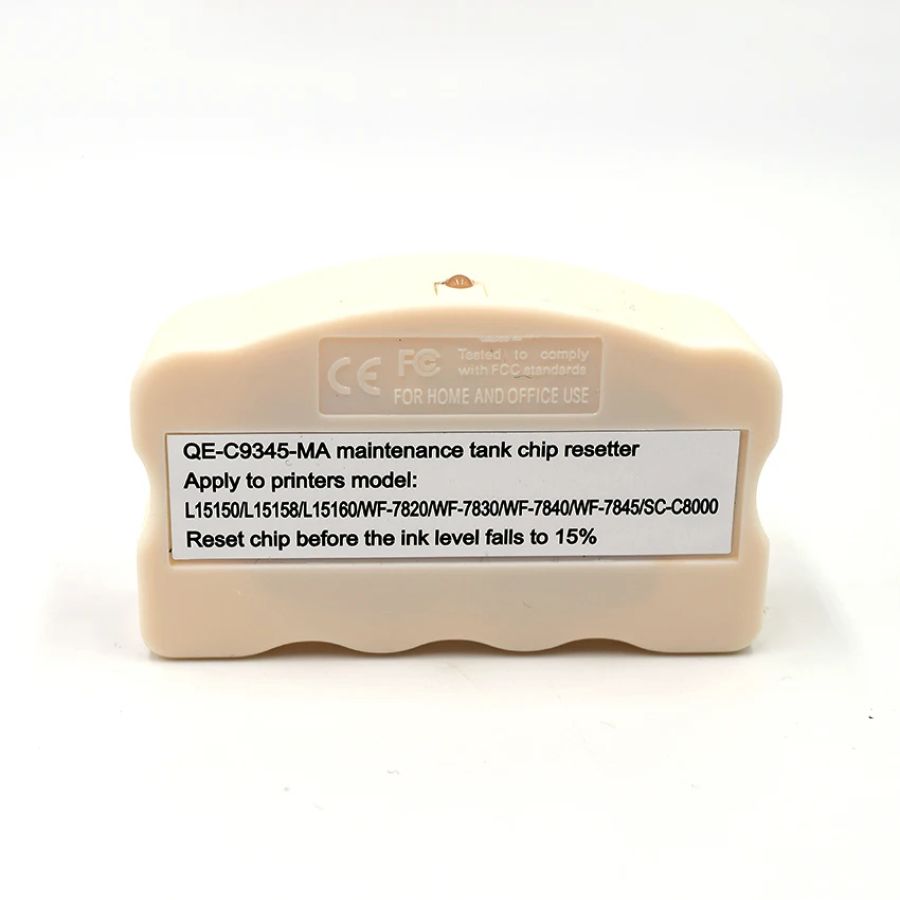 CE FC Tested to comply
with FCC standards
FOR HOME AND OFFICE USE
QE-C9345-MA maintenance tank chip resetter
Apply to printers model:
L15150/L15158/L15160/WF-7820/WF-7830/WF-7840/WF-7845/SC-C8000
Reset chip before the ink level falls to 15%